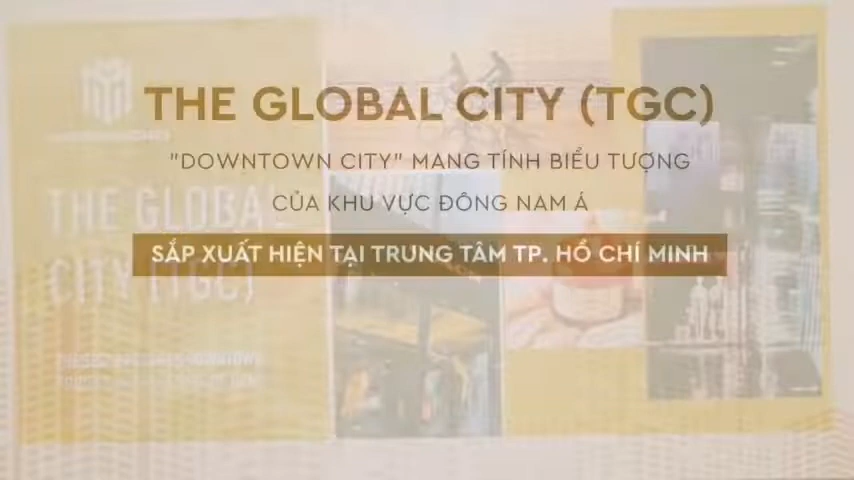 THE GLOBAL CITY (TGC)
"DOWNTOWN CITY" MANG TÍNH BIỂU TƯỢNG
CỦA KHU VỰC ĐÔNG NAM Á
SẮP XUẤT HIỆN TẠI TRUNG TÂM TP. HỒ CHÍ MINH
THE GLOBAL
CITY (TGC)